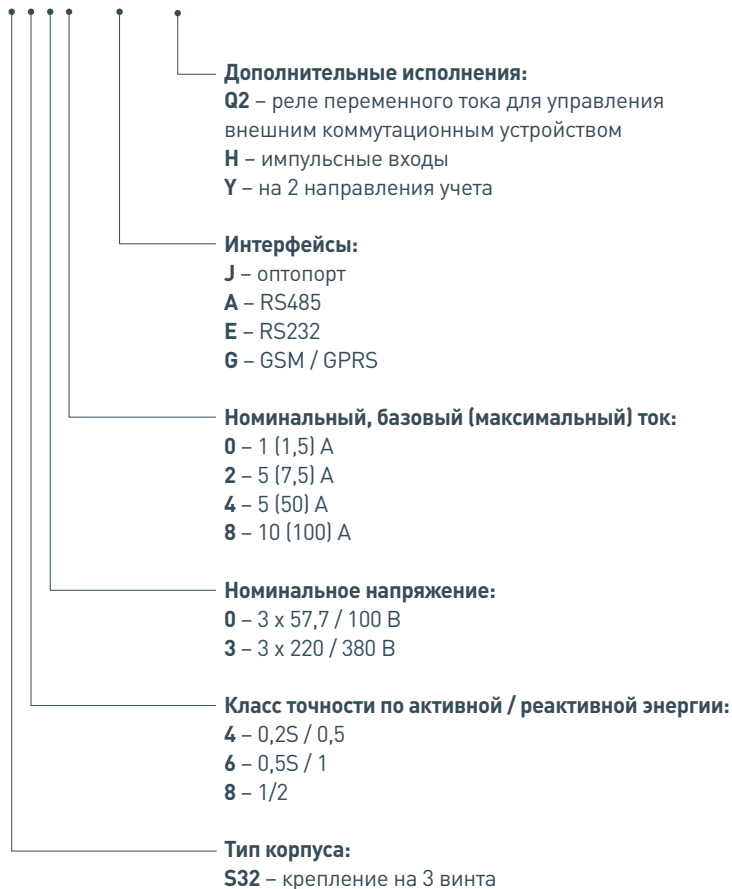 Дополнительные исполнения:
Q2 – реле переменного тока для управления
внешним коммутационным устройством
H – импульсные входы
Y – на 2 направления учета
Интерфейсы:
J – оптопорт
A – RS485
E – RS232
G – GSM / GPRS
Номинальный, базовый (максимальный) ток:
0 – 1 (1,5) А
2 – 5 (7,5) А
4 – 5 (50) А
8 – 10 (100) А
Номинальное напряжение:
0 – 3 x 57,7 / 100 В
3 – 3 x 220 / 380 В
Класс точности по активной / реактивной энергии:
4 – 0,2S / 0,5
6 – 0,5S / 1
8 – 1/2
Тип корпуса:
S32 – крепление на 3 винта